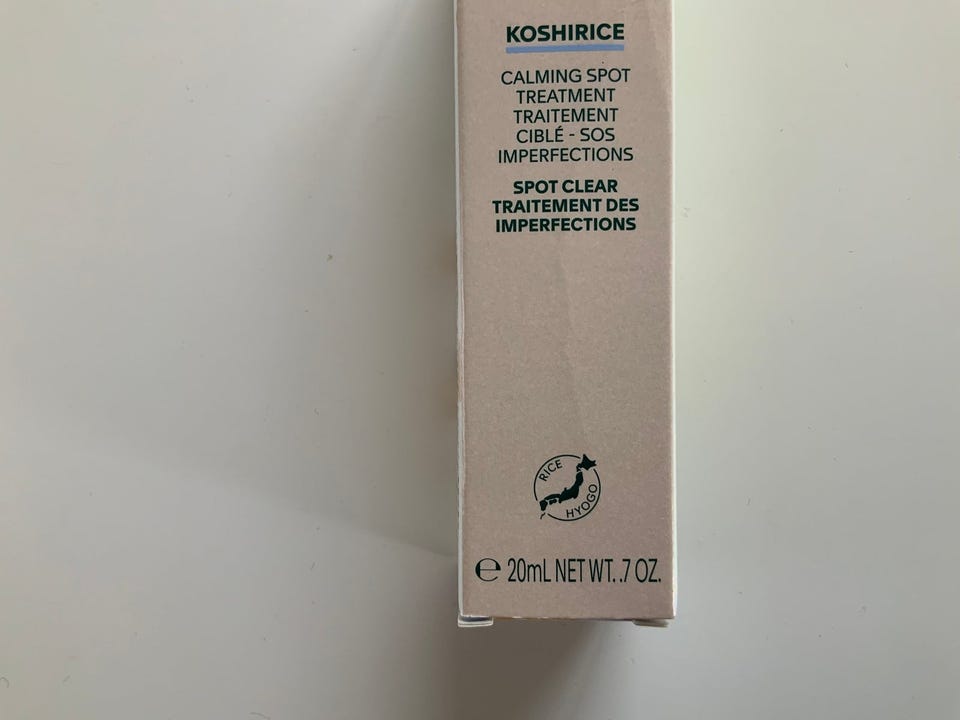 KOSHIRICE
CALMING SPOT
TREATMENT
TRAITEMENT
CIBLÉ - SOS
IMPERFECTIONS
SPOT CLEAR
TRAITEMENT DES
IMPERFECTIONS
RICE
HYOGO
℮ 20mL NET WT. .7 OZ.